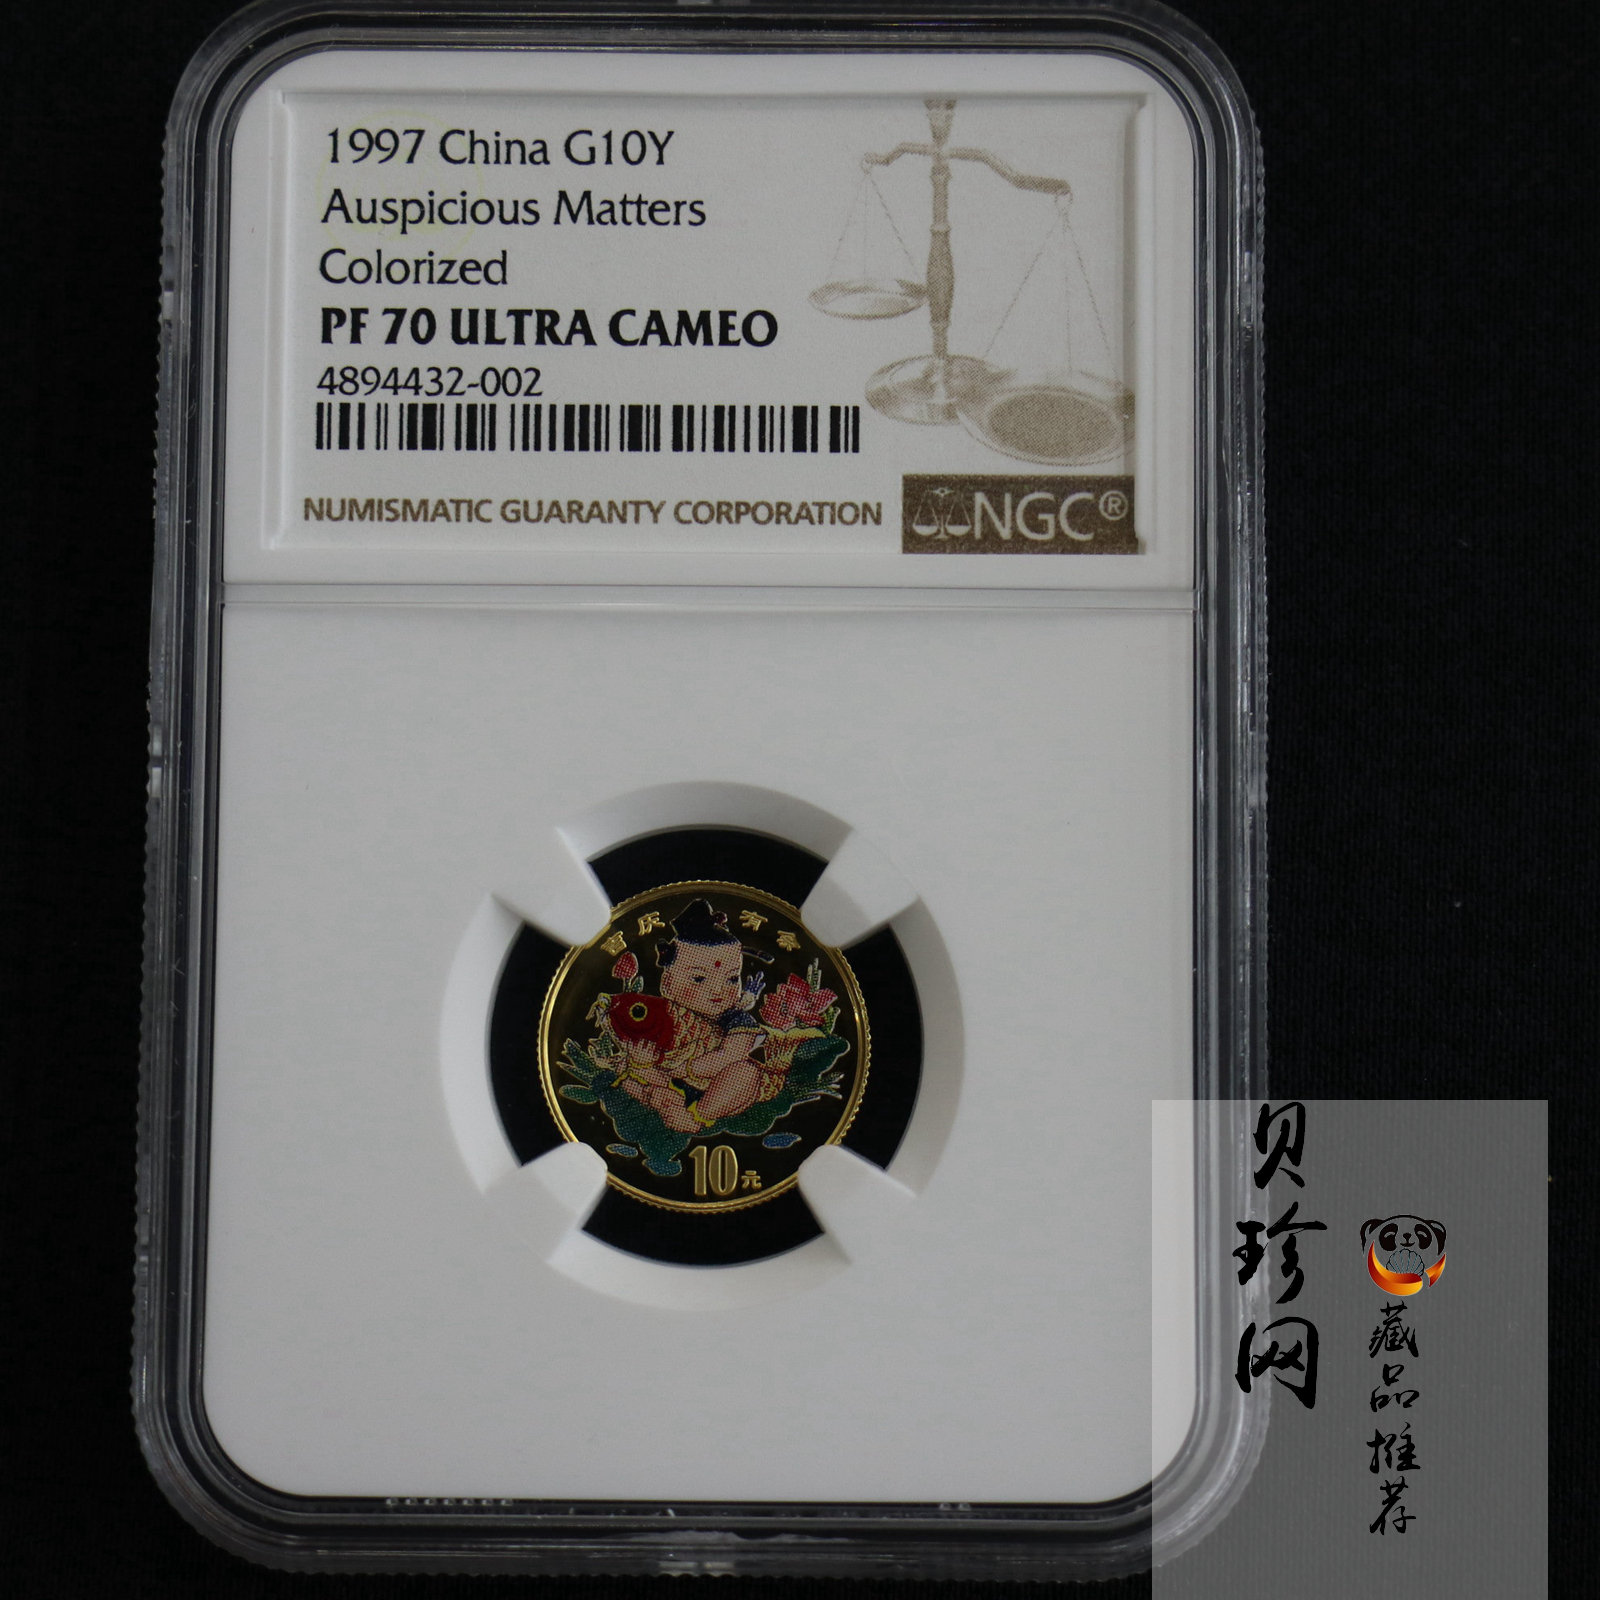 1997 China G10Y
Auspicious Matters
Colorized
PF 70 ULTRA CAMEO
4894432-002
NUMISMATIC GUARANTY CORPORATION
NGC®
吉庆有余
10元
贝珍网
藏品推荐